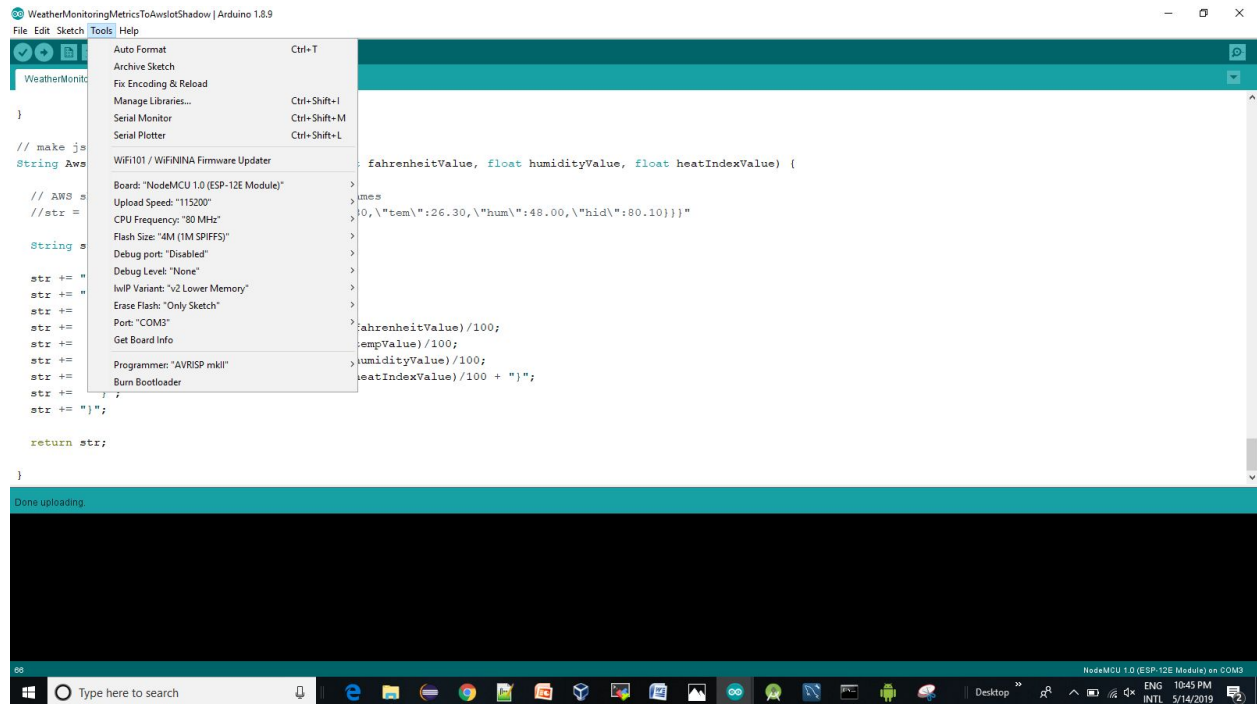 WeatherMonitoringMetricsToAwsIotShadow | Arduino 1.8.9
File Edit Sketch Tools Help
WeatherMonito
Auto Format Ctrl+T
Archive Sketch
Fix Encoding & Reload
Manage Libraries... Ctrl+Shift+I
Serial Monitor Ctrl+Shift+M
Serial Plotter Ctrl+Shift+L
WiFi101 / WiFiNINA Firmware Updater
Board: "NodeMCU 1.0 (ESP-12E Module)"
Upload Speed: "115200"
CPU Frequency: "80 MHz"
Flash Size: "4M (1M SPIFFS)"
Debug port: "Disabled"
Debug Level: "None"
lwIP Variant: "v2 Lower Memory"
Erase Flash: "Only Sketch"
Port: "COM3"
Get Board Info
Programmer: "AVRISP mkII"
Burn Bootloader
}
// make js
String Aws fahrenheitValue, float humidityValue, float heatIndexValue) {
// AWS s mes
//str = 0,\"tem\":26.30,\"hum\":48.00,\"hid\":80.10}}}"
String s
str += "
str += "
str +=
str += fahrenheitValue)/100;
str += empValue)/100;
str += umidityValue)/100;
str += eatIndexValue)/100 + "}";
str +=
str += "}";
return str;
}
Done uploading.
66 NodeMCU 1.0 (ESP-12E Module) on COM3
Type here to search
Desktop
ENG
INTL
10:45 PM
5/14/2019